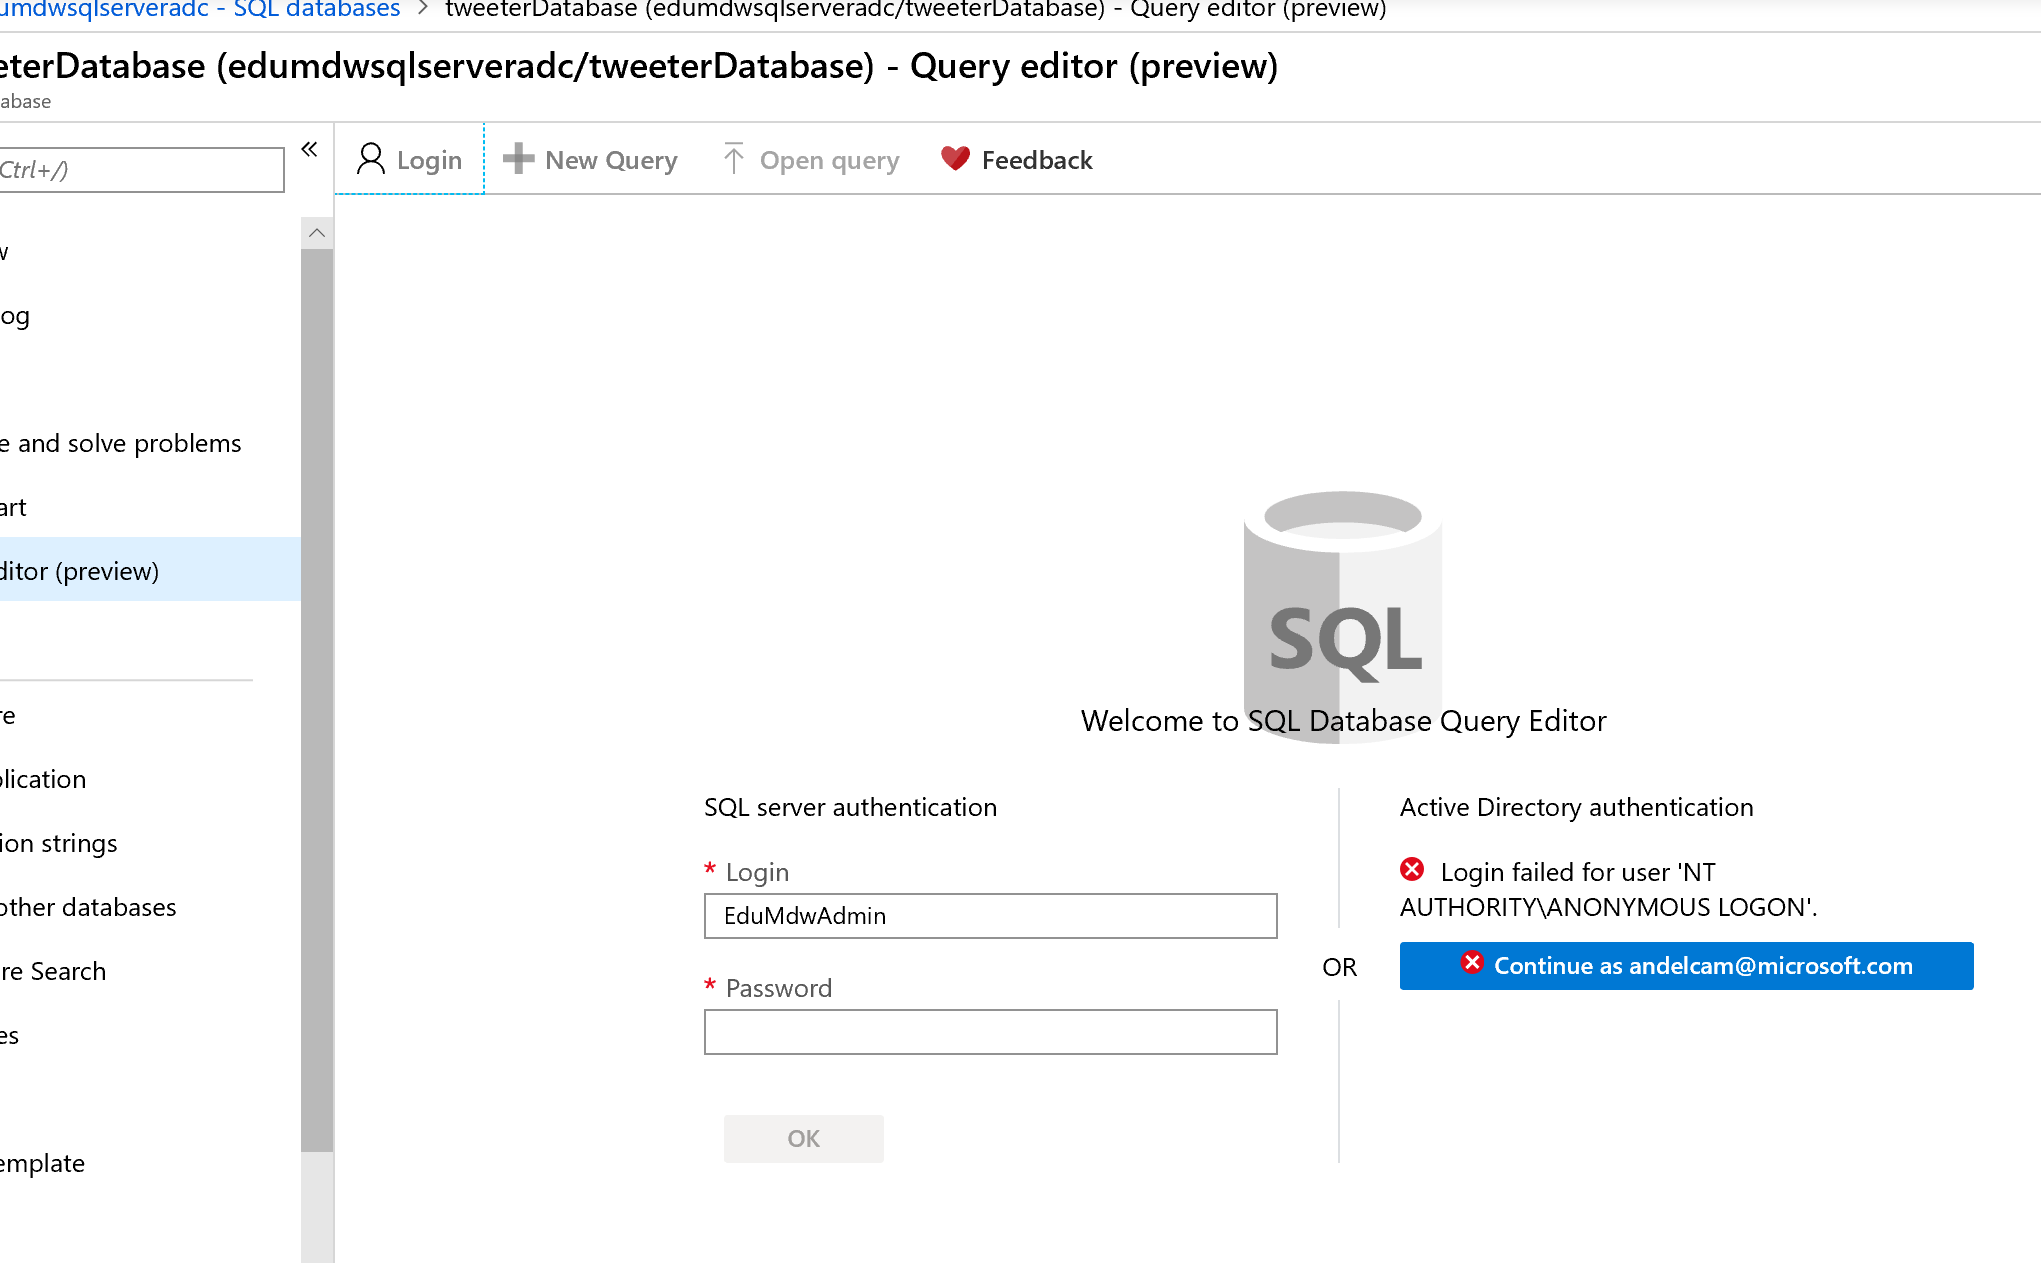 umdwsqlserveradc - SQL databases > tweeterDatabase (edumdwsqlserveradc/tweeterDatabase) - Query editor (preview)
eterDatabase (edumdwsqlserveradc/tweeterDatabase) - Query editor (preview)
abase
Ctrl+/)
«
Login
New Query
Open query
Feedback
w
og
e and solve problems
art
ditor (preview)
re
plication
ion strings
other databases
re Search
es
emplate
SQL
Welcome to SQL Database Query Editor
SQL server authentication
* Login
EduMdwAdmin
* Password
OK
OR
Active Directory authentication
Login failed for user 'NT
AUTHORITY\ANONYMOUS LOGON'.
Continue as andelcam@microsoft.com